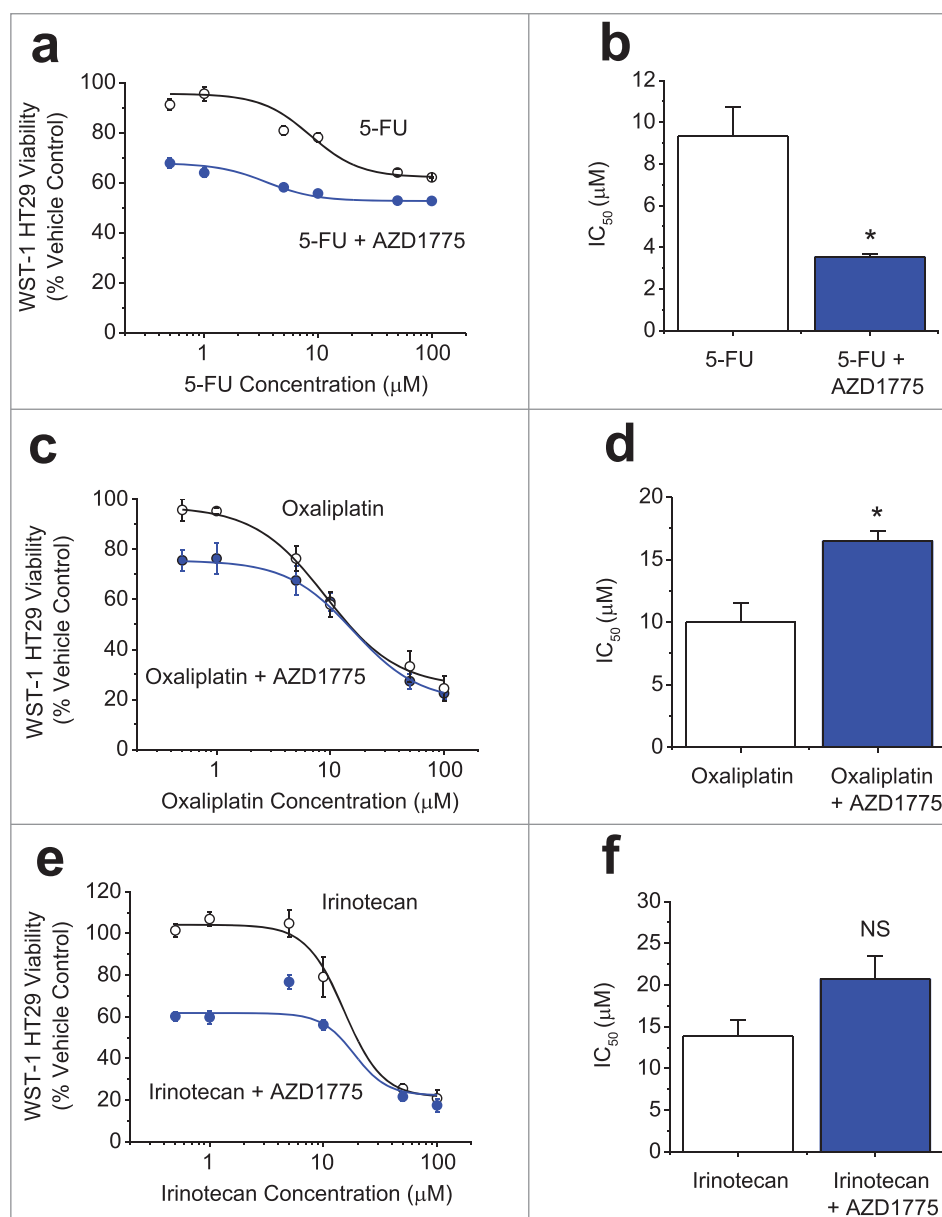 a
WST-1 HT29 Viability
(% Vehicle Control)
100
80
60
40
20
0
5-FU
5-FU + AZD1775
1
10
100
5-FU Concentration (μM)
b
IC50 (μM)
12
10
8
6
4
2
0
*
5-FU
5-FU +
AZD1775
c
WST-1 HT29 Viability
(% Vehicle Control)
100
80
60
40
20
0
Oxaliplatin
Oxaliplatin + AZD1775
1
10
100
Oxaliplatin Concentration (μM)
d
IC50 (μM)
20
15
10
5
0
*
Oxaliplatin
Oxaliplatin
+ AZD1775
e
WST-1 HT29 Viability
(% Vehicle Control)
120
100
80
60
40
20
0
Irinotecan
Irinotecan + AZD1775
1
10
100
Irinotecan Concentration (μM)
f
IC50 (μM)
30
25
20
15
10
5
0
NS
Irinotecan
Irinotecan
+ AZD1775